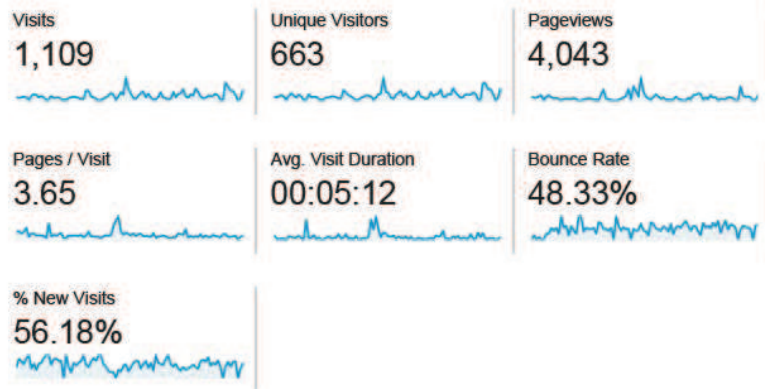 Visits
1,109
Unique Visitors
663
Pageviews
4,043
Pages / Visit
3.65
Avg. Visit Duration
00:05:12
Bounce Rate
48.33%
% New Visits
56.18%